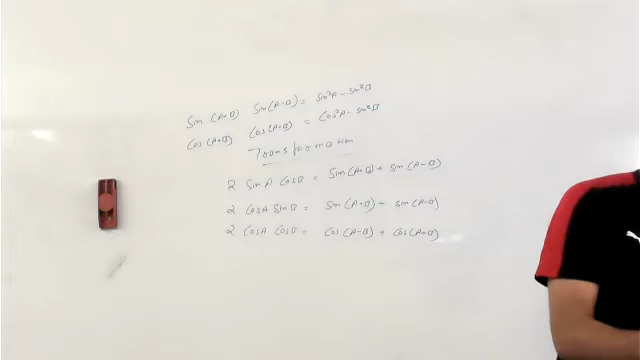 Sin (A+B) Sin(A-B) = Sin²A - Sin²B
Cos (A+B) Cos(A-B) = Cos²A - Sin²B
Transformation
2 SinA CosB = Sin(A+B) + Sin(A-B)
2 CosA SinB = Sin(A+B) - Sin(A-B)
2 CosA CosB = Cos(A-B) + Cos(A+B)